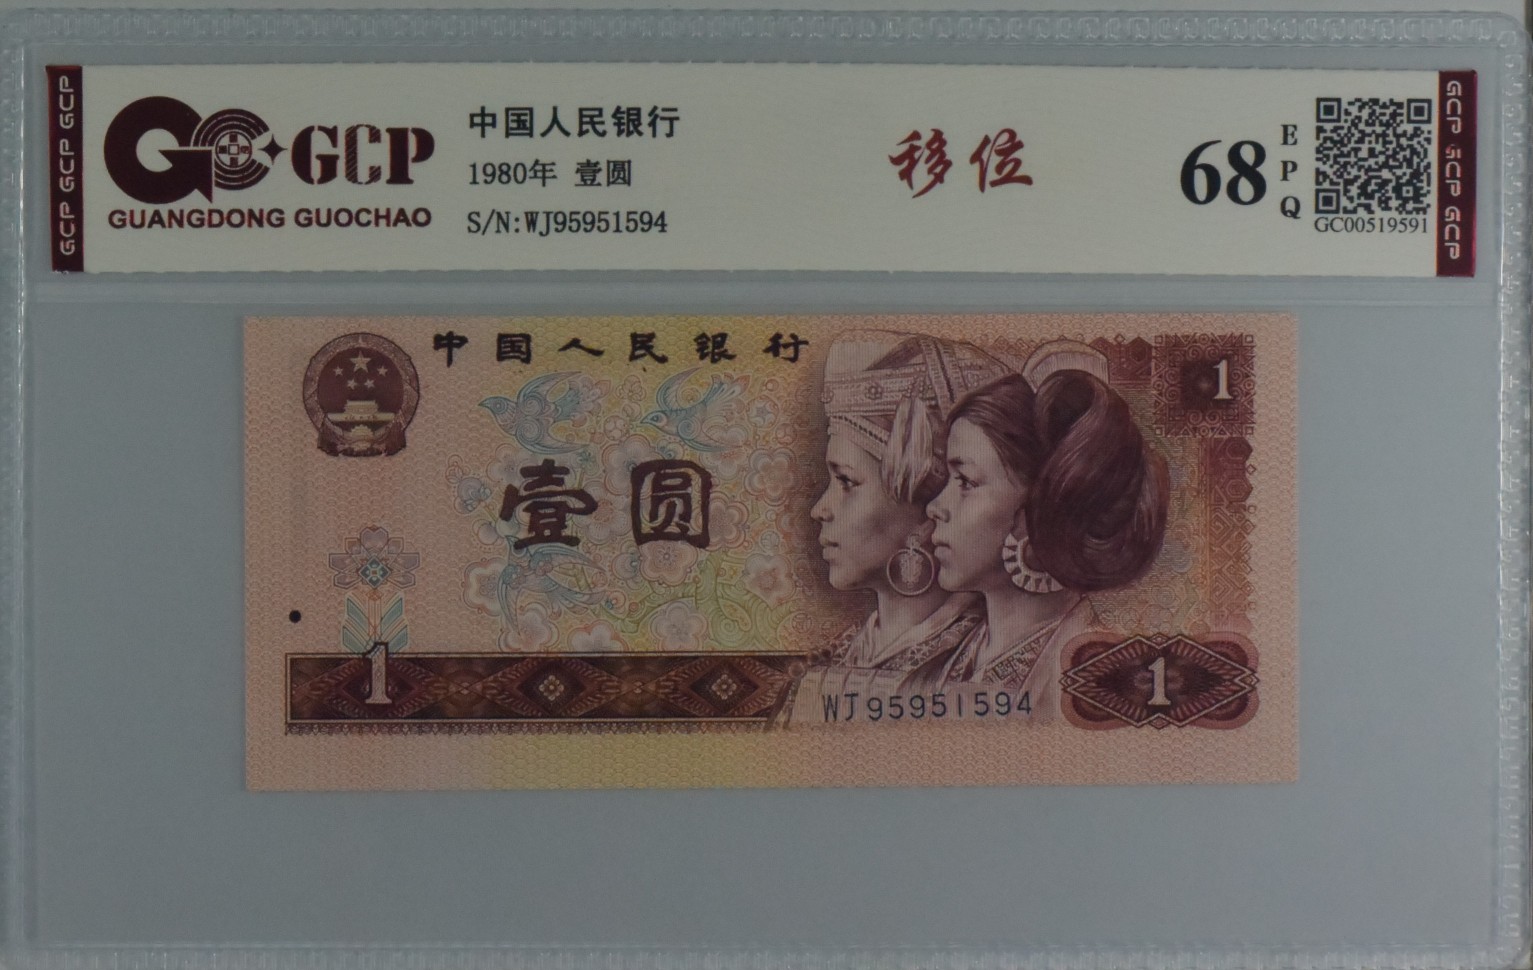 GCP GCP GCP
GCP
GUANGDONG GUOCHAO
中国人民银行
1980年 壹圆
S/N:WJ95951594
移位
68
EPQ
GC00519591
GCP GCP GCP
中国人民银行
1
壹圆
1
WJ95951594
1